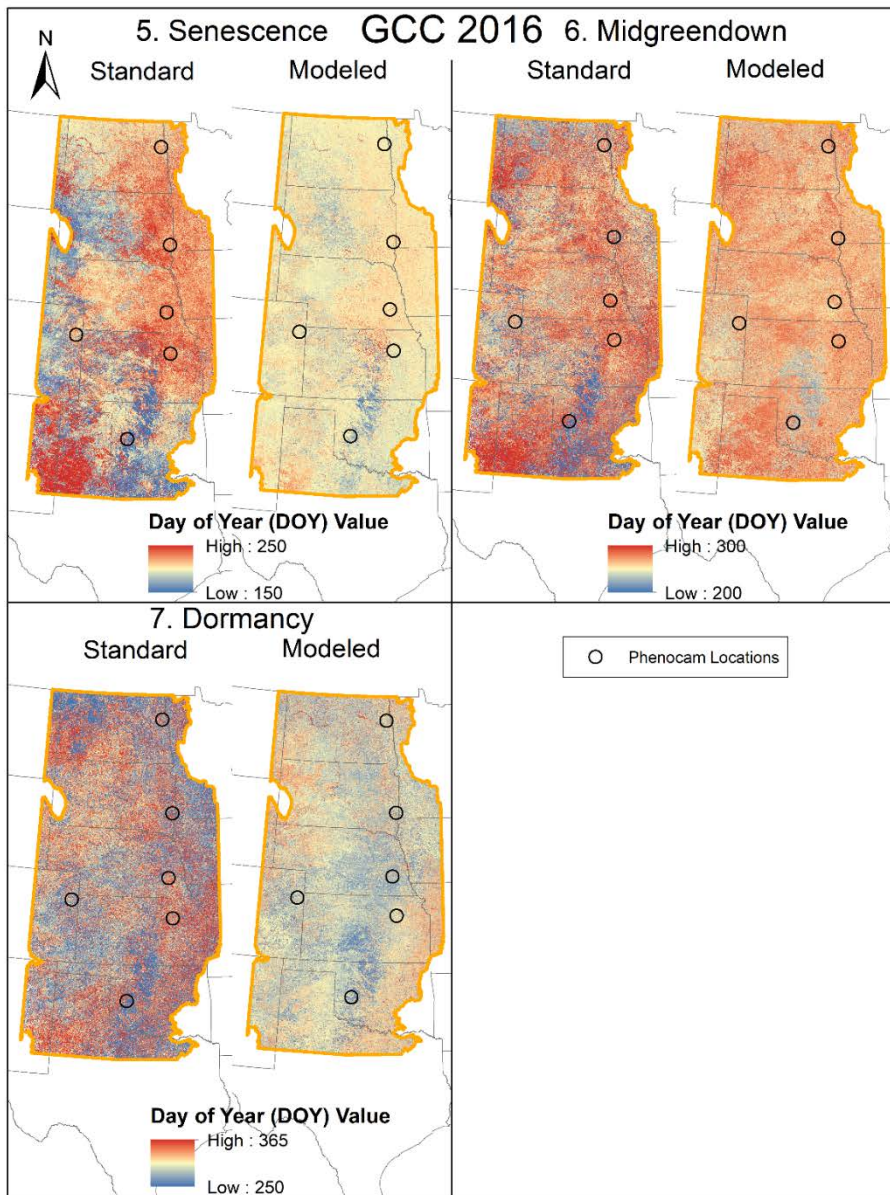 5. Senescence GCC 2016 6. Midgreendown
N
Standard Modeled Standard Modeled
Day of Year (DOY) Value
High : 250
Low : 150
Day of Year (DOY) Value
High : 300
Low : 200
7. Dormancy
Standard Modeled
Phenocam Locations
Day of Year (DOY) Value
High : 365
Low : 250